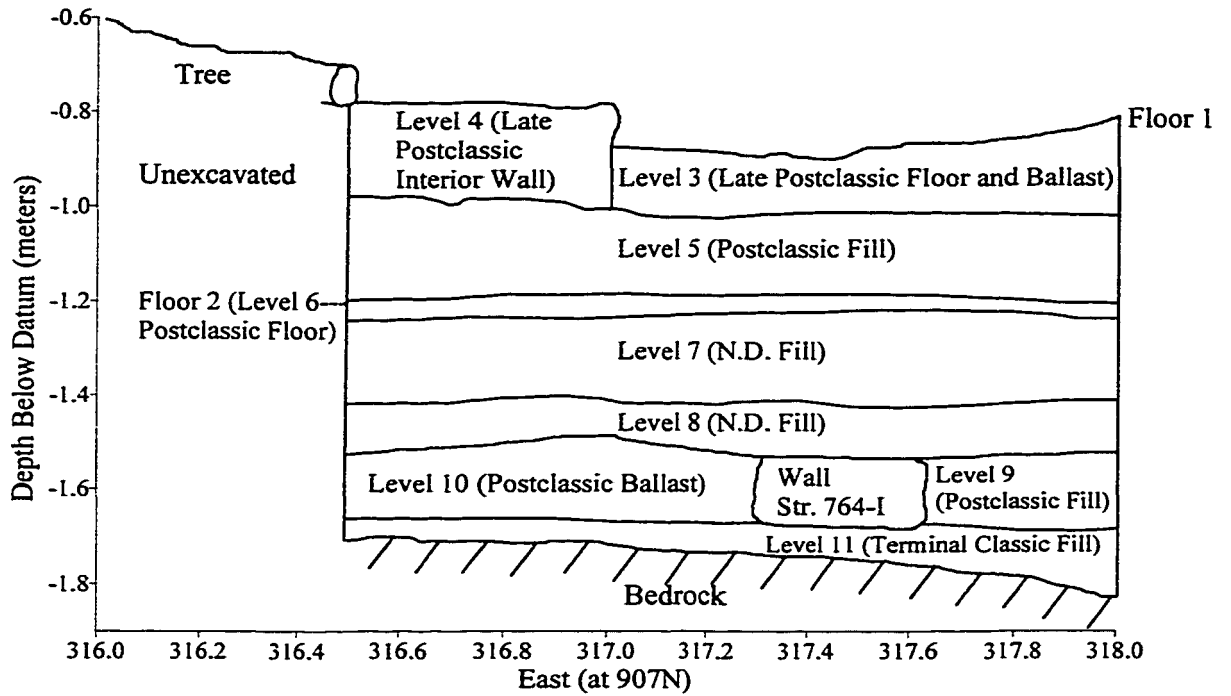 -0.6
Tree
-0.8
Level 4 (Late
Postclassic
Interior Wall)
Floor 1
Unexcavated
Level 3 (Late Postclassic Floor and Ballast)
-1.0
Level 5 (Postclassic Fill)
-1.2
Floor 2 (Level 6---
Postclassic Floor)
Level 7 (N.D. Fill)
-1.4
Level 8 (N.D. Fill)
Level 10 (Postclassic Ballast)
Wall
Str. 764-I
Level 9
(Postclassic Fill)
-1.6
Level 11 (Terminal Classic Fill)
-1.8
Bedrock
Depth Below Datum (meters)
316.0 316.2 316.4 316.6 316.8 317.0 317.2 317.4 317.6 317.8 318.0
East (at 907N)